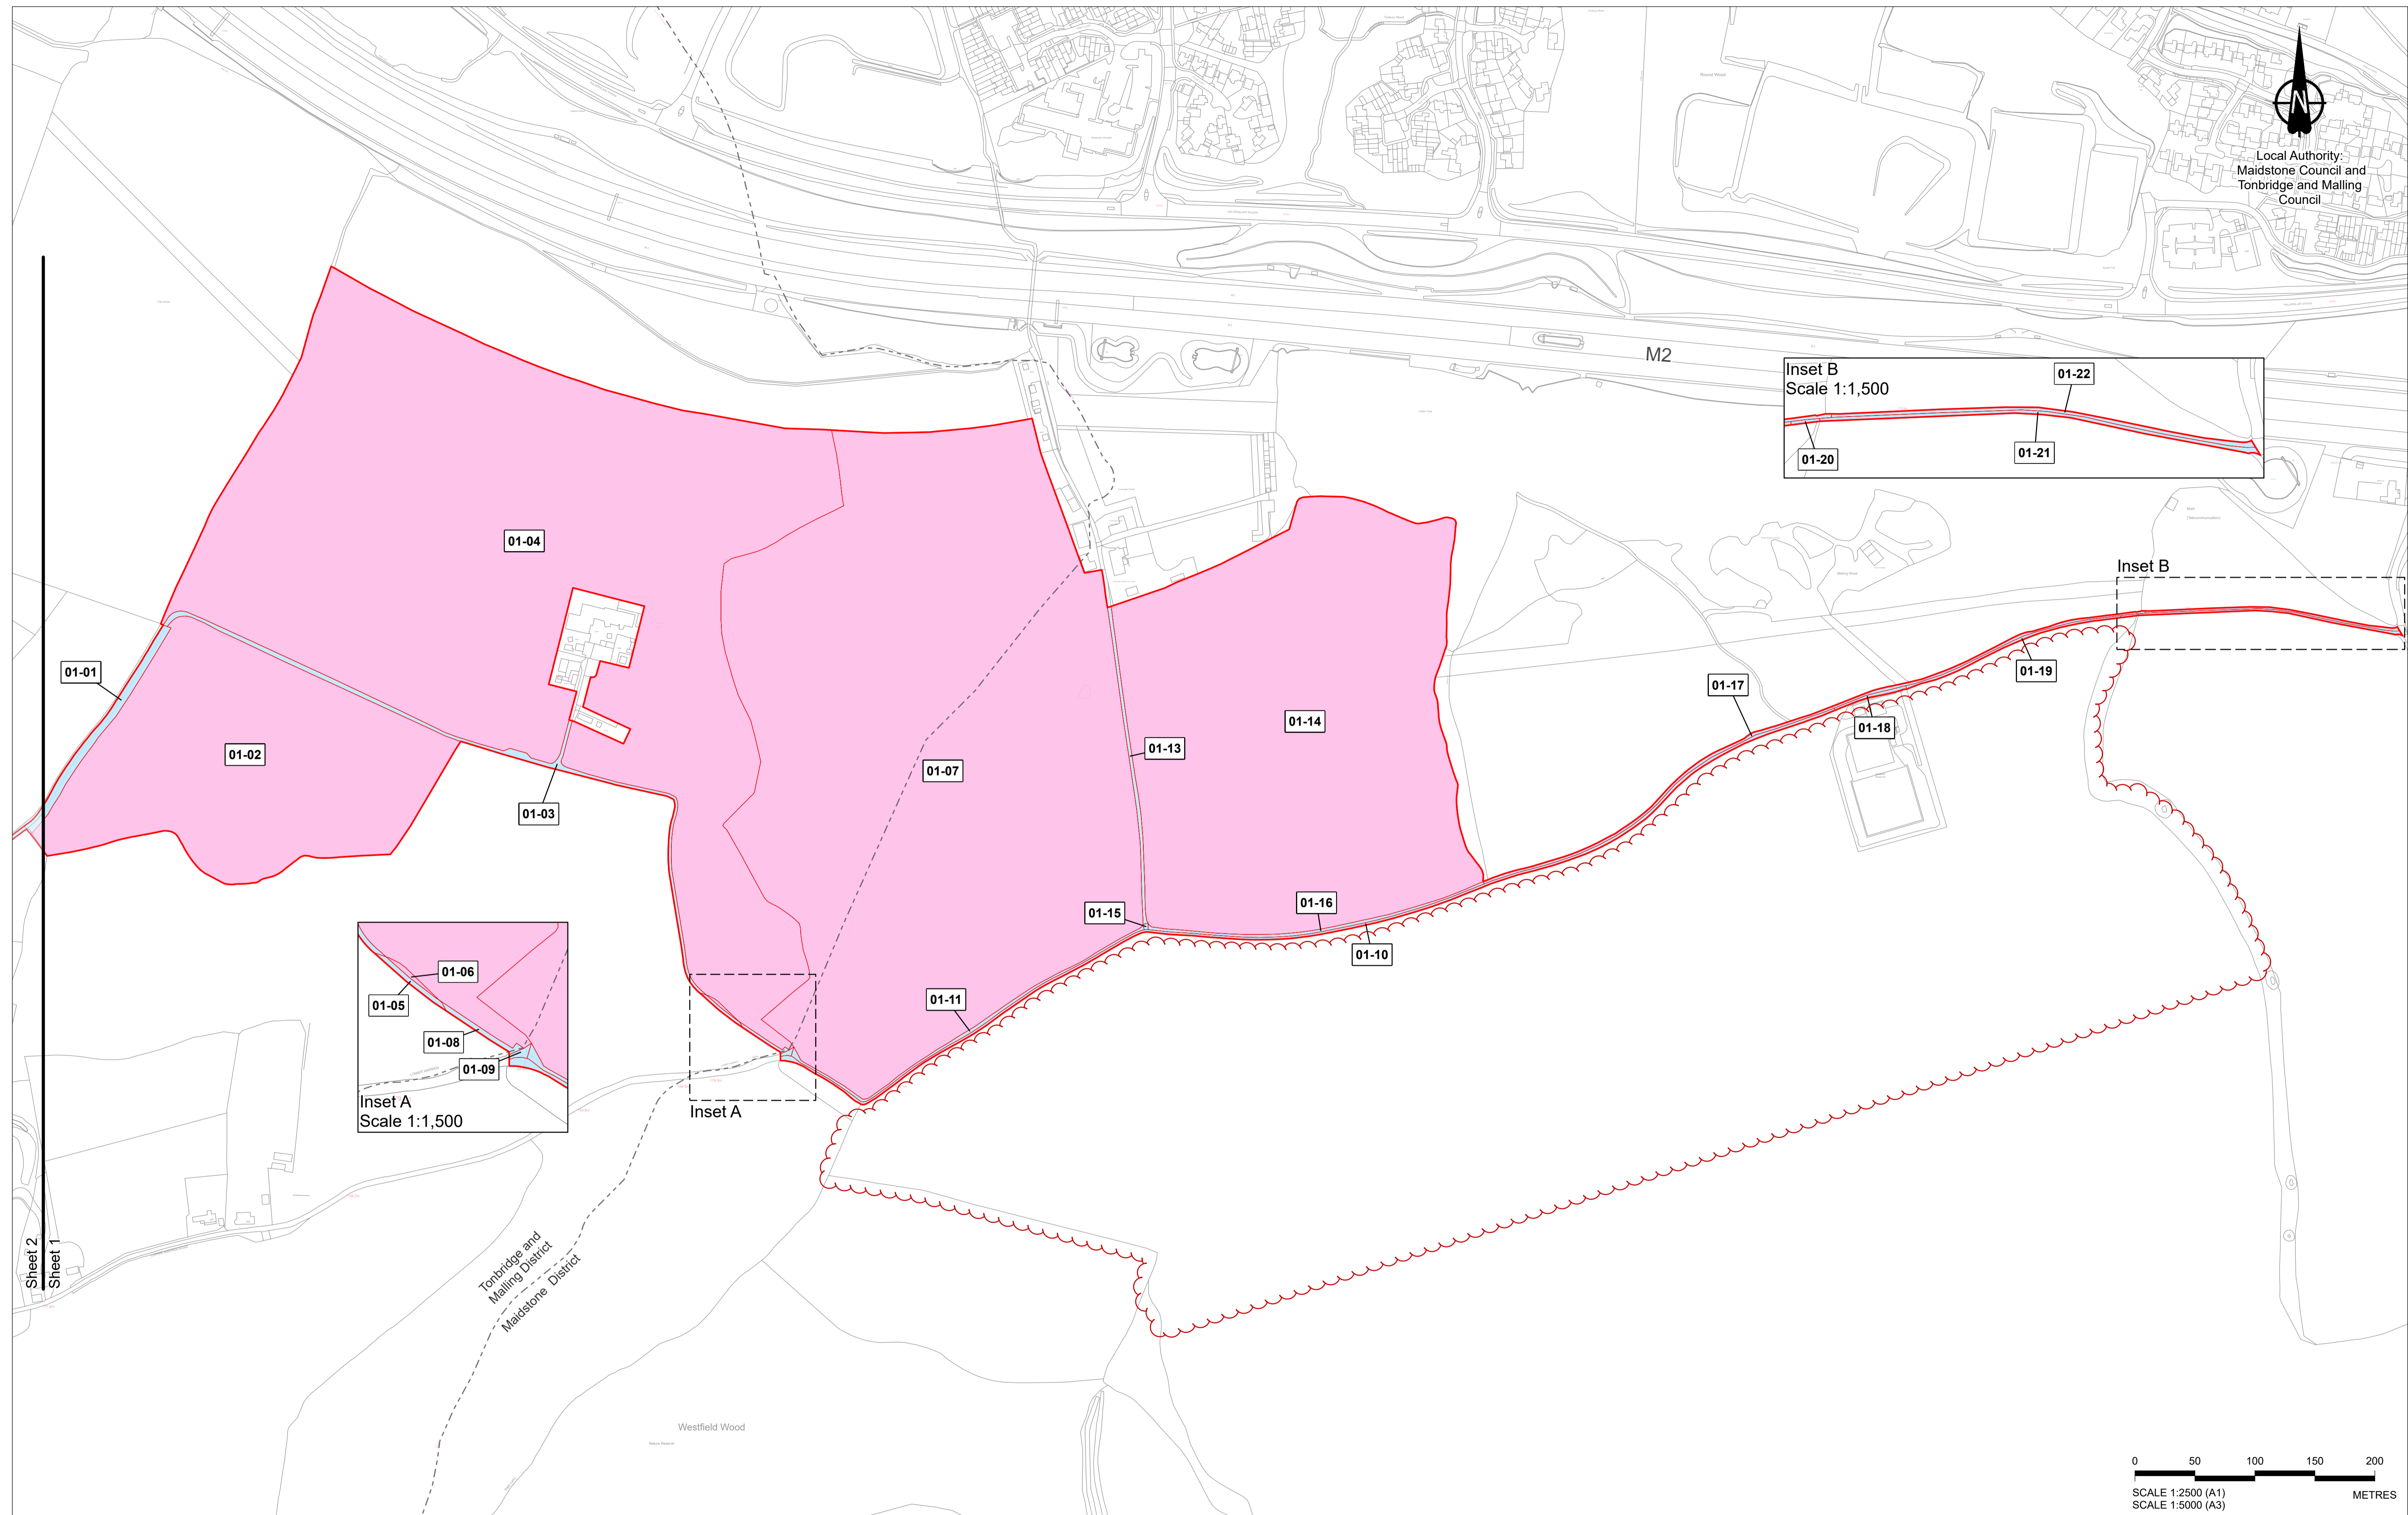 N
Local Authority:
Maidstone Council and
Tonbridge and Malling
Council
Round Wood
M2
Inset B
Scale 1:1,500
01-22
01-20
01-21
01-04
Inset B
01-01
01-02
01-03
01-07
01-13
01-14
01-17
01-18
01-19
01-15
01-16
01-10
01-11
01-06
01-05
01-08
01-09
Inset A
Scale 1:1,500
Inset A
Sheet 2
Sheet 1
Tonbridge and
Malling District
Maidstone District
Westfield Wood
Nature Reserve
0 50 100 150 200
SCALE 1:2500 (A1)
SCALE 1:5000 (A3)
METRES